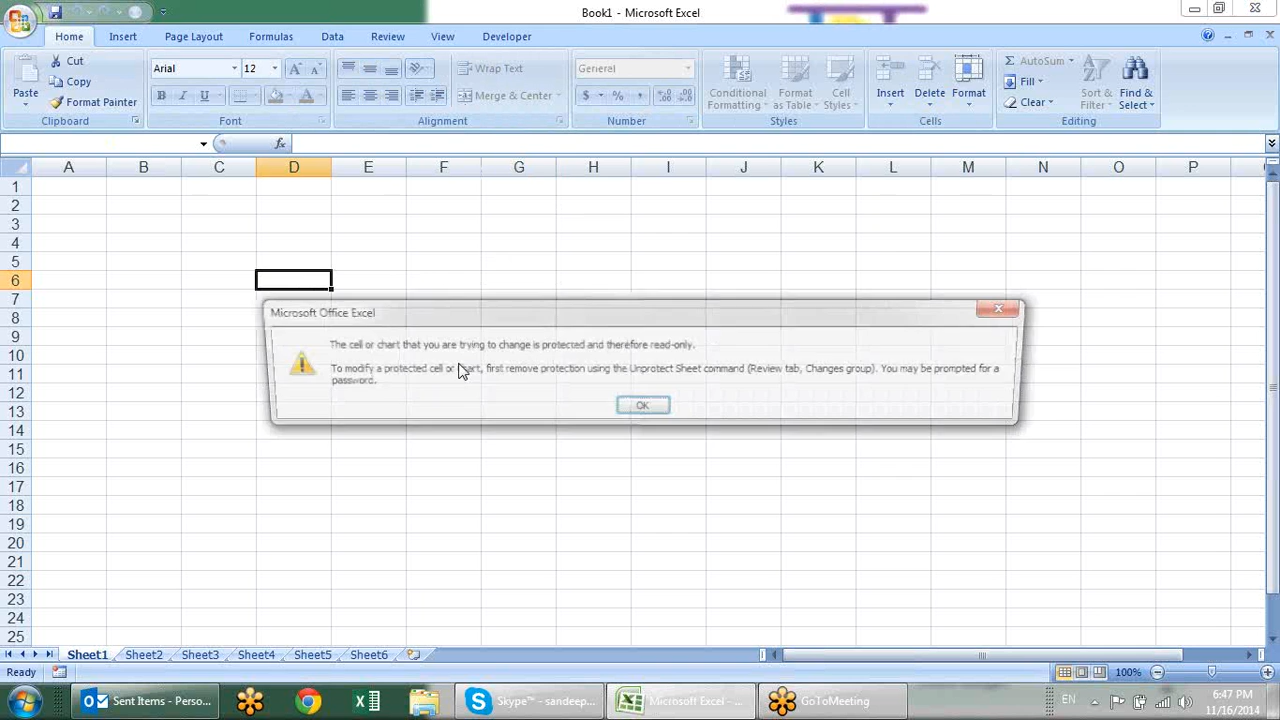 Book1 - Microsoft Excel
Home Insert Page Layout Formulas Data Review View Developer
Paste
Cut
Copy
Format Painter
Clipboard
Arial 12
B I U
A A
Font
Wrap Text
Merge & Center
Alignment
General
$ % ,
Number
Conditional Formatting
Format as Table
Cell Styles
Styles
Insert Delete Format
Cells
Σ AutoSum
Fill
Clear
Sort & Filter
Find & Select
Editing
fx
A B C D E F G H I J K L M N O P
1
2
3
4
5
6
7
8
9
10
11
12
13
14
15
16
17
18
19
20
21
22
23
24
25
Microsoft Office Excel
The cell or chart that you are trying to change is protected and therefore read-only.
To modify a protected cell or chart, first remove protection using the Unprotect Sheet command (Review tab, Changes group). You may be prompted for a
password.
OK
Sheet1 Sheet2 Sheet3 Sheet4 Sheet5 Sheet6
Ready 100%
Sent Items - Perso... Skype™ - sandeep... Microsoft Excel - ... GoToMeeting EN 6:47 PM
11/16/2014